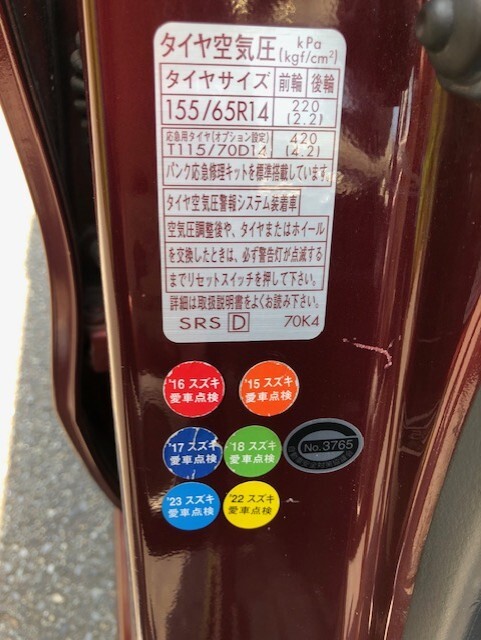 タイヤ空気圧 kPa (kgf/cm²)
タイヤサイズ 前輪 後輪
155/65R14 220 (2.2)
応急用タイヤ(オプション設定) 420
T115/70D14 (4.2)
パンク応急修理キットを標準搭載しています。
タイヤ空気圧警報システム装着車
空気圧調整後や、タイヤまたはホイール
を交換したときは、必ず警告灯が点滅する
までリセットスイッチを押して下さい。
詳細は取扱説明書をよくお読み下さい。
SRS D 70K4
'16 スズキ
愛車点検
'15 スズキ
愛車点検
'17 スズキ
愛車点検
'18 スズキ
愛車点検
No. 3765
'23 スズキ
愛車点検
'22 スズキ
愛車点検